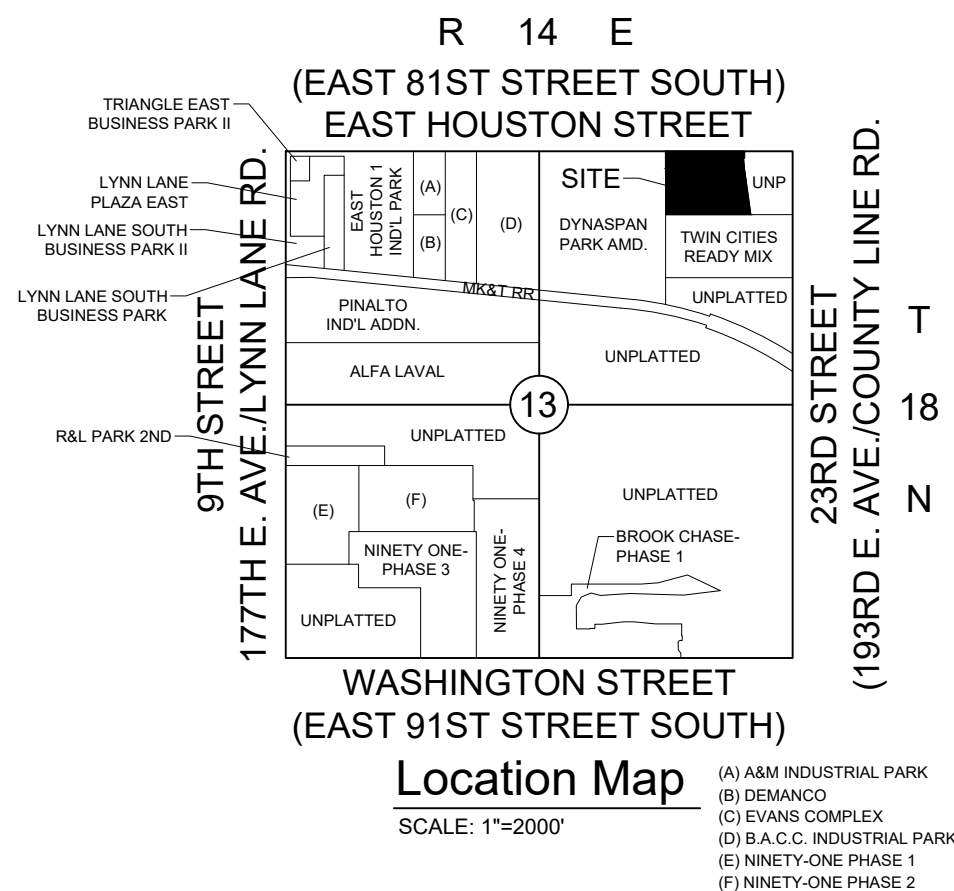 R 14 E
(EAST 81ST STREET SOUTH)
EAST HOUSTON STREET
TRIANGLE EAST
BUSINESS PARK II
LYNN LANE
PLAZA EAST
LYNN LANE SOUTH
BUSINESS PARK II
LYNN LANE SOUTH
BUSINESS PARK
9TH STREET
177TH E. AVE./LYNN LANE RD.
EAST
HOUSTON 1
IND'L PARK
(A)
(B)
(C)
(D)
SITE
DYNASPAN
PARK AMD.
UNP
TWIN CITIES
READY MIX
UNPLATTED
MK&T RR
PINALTO
IND'L ADDN.
UNPLATTED
ALFA LAVAL
13
R&L PARK 2ND
UNPLATTED
(E)
(F)
UNPLATTED
NINETY ONE-
PHASE 3
NINETY ONE-
PHASE 4
BROOK CHASE-
PHASE 1
UNPLATTED
23RD STREET
(193RD E. AVE./COUNTY LINE RD.
T
18
N
WASHINGTON STREET
(EAST 91ST STREET SOUTH)
Location Map
SCALE: 1"=2000'
(A) A&M INDUSTRIAL PARK
(B) DEMANCO
(C) EVANS COMPLEX
(D) B.A.C.C. INDUSTRIAL PARK
(E) NINETY-ONE PHASE 1
(F) NINETY-ONE PHASE 2